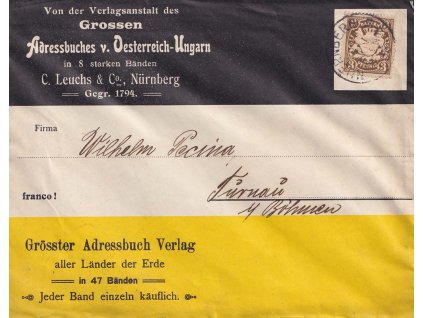 Von der Verlagsanstalt des
Grossen
Adressbuches v. Oesterreich-Ungarn
in 8 starken Bänden
C. Leuchs & Co., Nürnberg
Gegr. 1794.
Firma
Wilhelm Pecina
franco!
Turnau
i/ Böhmen
Grösster Adressbuch Verlag
aller Länder der Erde
in 47 Bänden
Jeder Band einzeln käuflich.